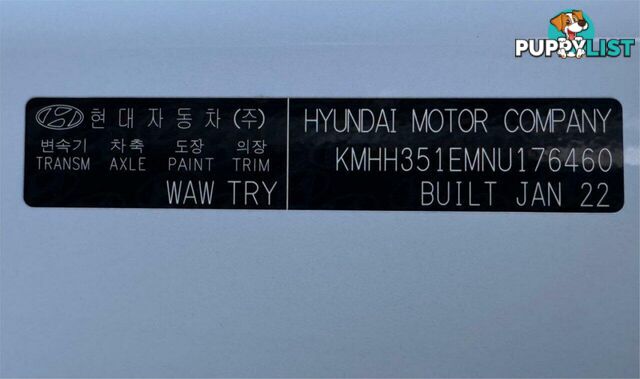 PUPPYLIST
현대자동차(주)
변속기 차축 도장 의장
TRANSM AXLE PAINT TRIM
WAW TRY
HYUNDAI MOTOR COMPANY
KMHH351EMNU176460
BUILT JAN 22